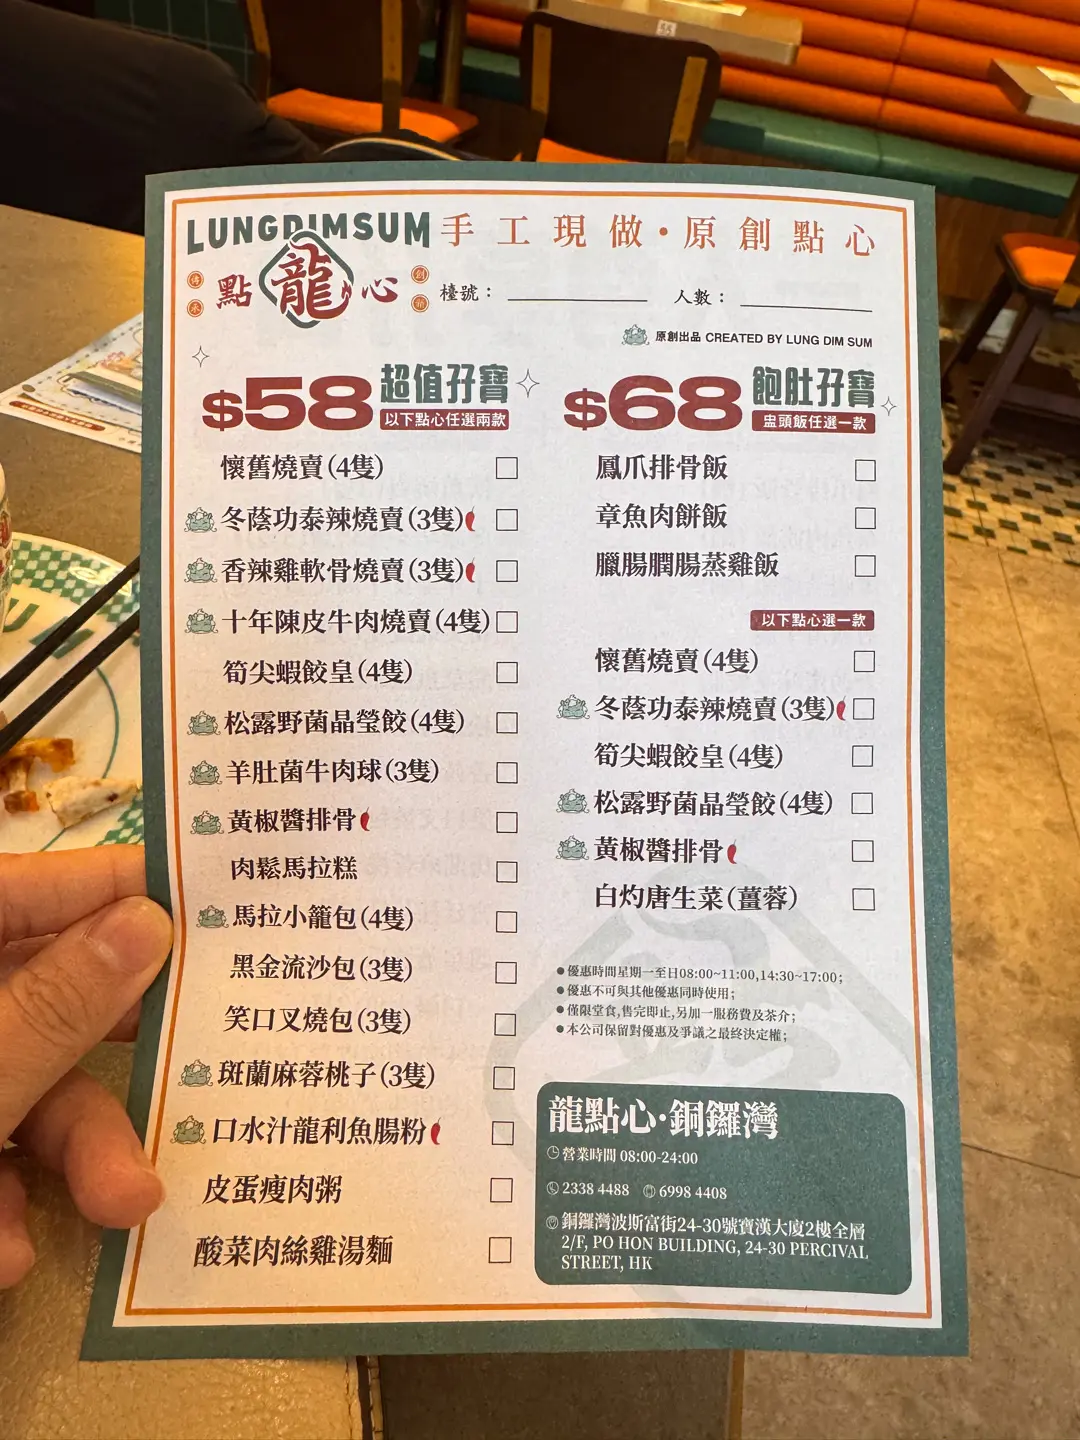 LUNGDIMSUM
手工現做・原創點心
點龍心
檯號：
人數：
原創出品 CREATED BY LUNG DIM SUM
$58 超值孖寶
以下點心任選兩款
懷舊燒賣(4隻)
冬蔭功泰辣燒賣(3隻)
香辣雞軟骨燒賣(3隻)
十年陳皮牛肉燒賣(4隻)
筍尖蝦餃皇(4隻)
松露野菌晶瑩餃(4隻)
羊肚菌牛肉球(3隻)
黃椒醬排骨
肉鬆馬拉糕
馬拉小籠包(4隻)
黑金流沙包(3隻)
笑口叉燒包(3隻)
斑蘭麻蓉桃子(3隻)
口水汁龍利魚腸粉
皮蛋瘦肉粥
酸菜肉絲雞湯麵
$68 飽肚孖寶
盅頭飯任選一款
鳳爪排骨飯
章魚肉餅飯
臘腸膶腸蒸雞飯
以下點心選一款
懷舊燒賣(4隻)
冬蔭功泰辣燒賣(3隻)
筍尖蝦餃皇(4隻)
松露野菌晶瑩餃(4隻)
黃椒醬排骨
白灼唐生菜(薑蓉)
●優惠時間星期一至日08:00~11:00,14:30~17:00;
●優惠不可與其他優惠同時使用;
●僅限堂食,售完即止,另加一服務費及茶介;
●本公司保留對優惠及爭議之最終決定權;
龍點心·銅鑼灣
營業時間 08:00-24:00
2338 4488 6998 4408
銅鑼灣波斯富街24-30號寶漢大廈2樓全層
2/F, PO HON BUILDING, 24-30 PERCIVAL
STREET, HK